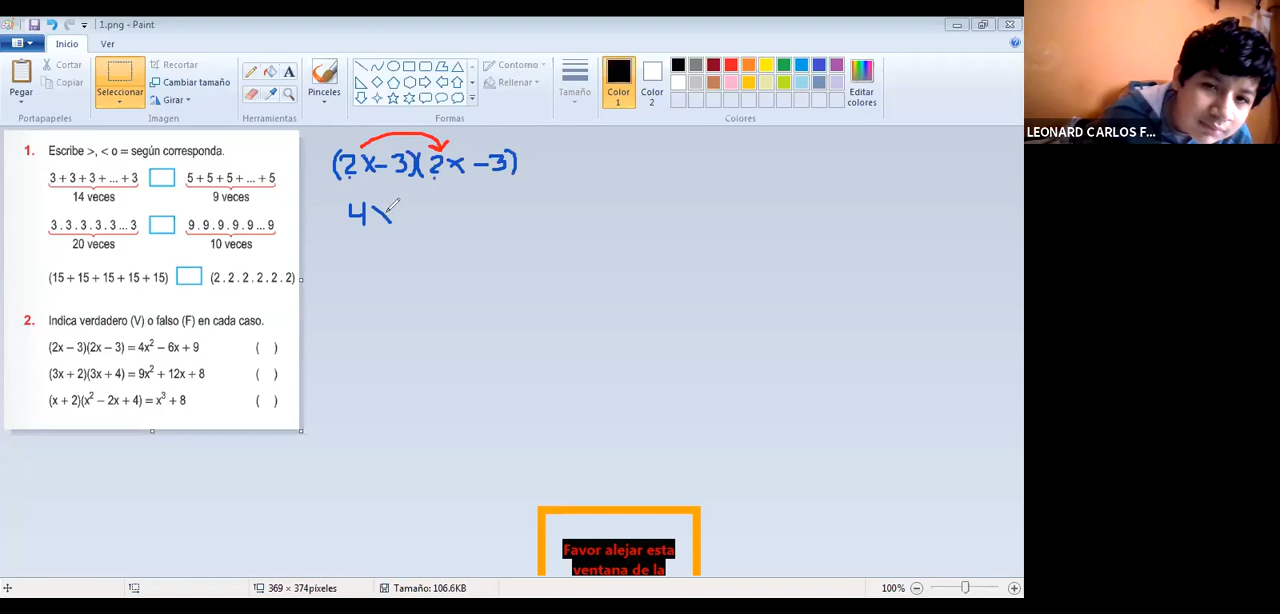 1.png - Paint
Inicio
Ver
Pegar
Cortar
Copiar
Portapapeles
Seleccionar
Recortar
Cambiar tamaño
Girar
Imagen
A
Herramientas
Pinceles
Contorno
Rellenar
Formas
Tamaño
Color 1
Color 2
Editar colores
Colores
1. Escribe >, < o = según corresponda.
3 + 3 + 3 + ... + 3 5 + 5 + 5 + ... + 5
14 veces 9 veces
3 . 3 . 3 . 3 . 3 ... 3 9 . 9 . 9 . 9 . 9 ... 9
20 veces 10 veces
(15 + 15 + 15 + 15 + 15) (2 . 2 . 2 . 2 . 2 . 2)
2. Indica verdadero (V) o falso (F) en cada caso.
(2x – 3)(2x – 3) = 4x² – 6x + 9 ( )
(3x + 2)(3x + 4) = 9x² + 12x + 8 ( )
(x + 2)(x² – 2x + 4) = x³ + 8 ( )
(2x-3)(2x-3)
4x
Favor alejar esta
ventana de la
LEONARD CARLOS F...
369 × 374píxeles
Tamaño: 106.6KB
100%